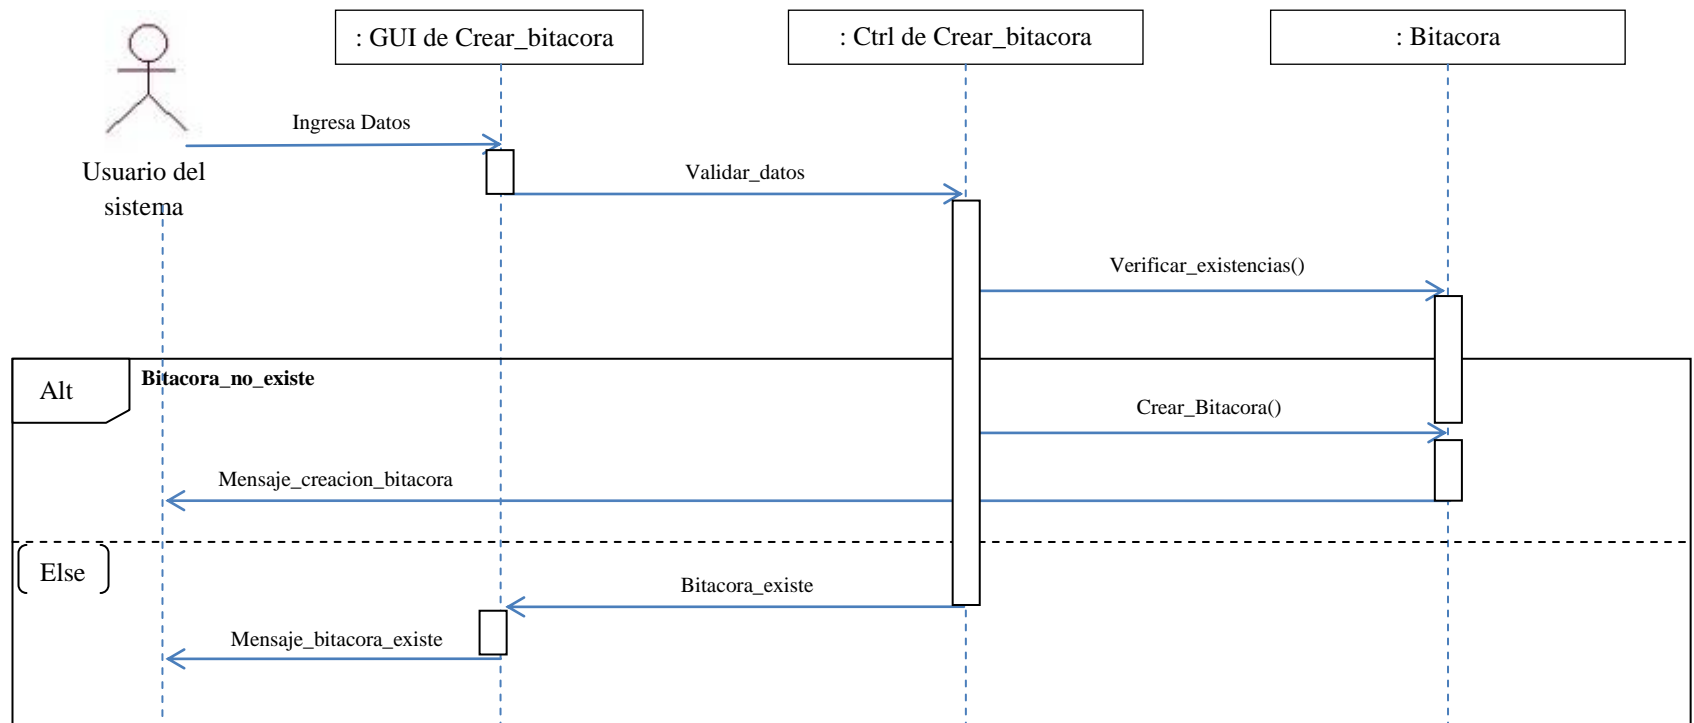 : GUI de Crear_bitacora
: Ctrl de Crear_bitacora
: Bitacora
Ingresa Datos
Usuario del
sistema
Validar_datos
Verificar_existencias()
Alt
Bitacora_no_existe
Crear_Bitacora()
Mensaje_creacion_bitacora
Else
Bitacora_existe
Mensaje_bitacora_existe